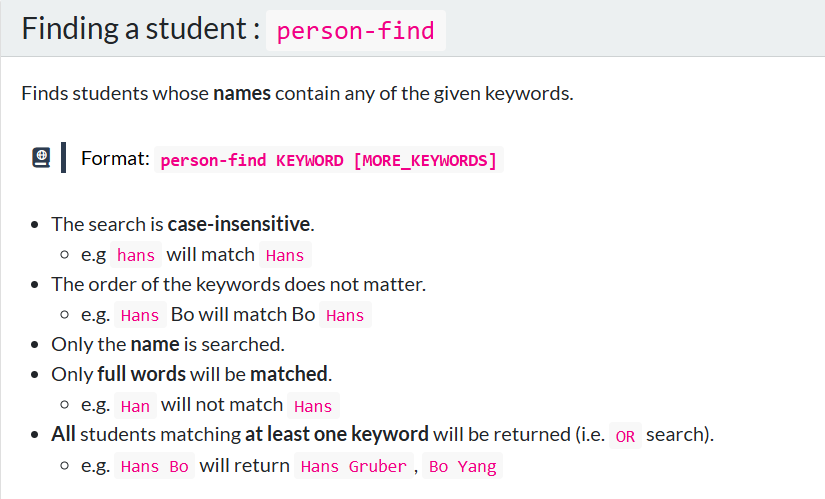 Finding a student : person-find
Finds students whose names contain any of the given keywords.
Format: person-find KEYWORD [MORE_KEYWORDS]
The search is case-insensitive.
e.g hans will match Hans
The order of the keywords does not matter.
e.g. Hans Bo will match Bo Hans
Only the name is searched.
Only full words will be matched.
e.g. Han will not match Hans
All students matching at least one keyword will be returned (i.e. OR search).
e.g. Hans Bo will return Hans Gruber , Bo Yang